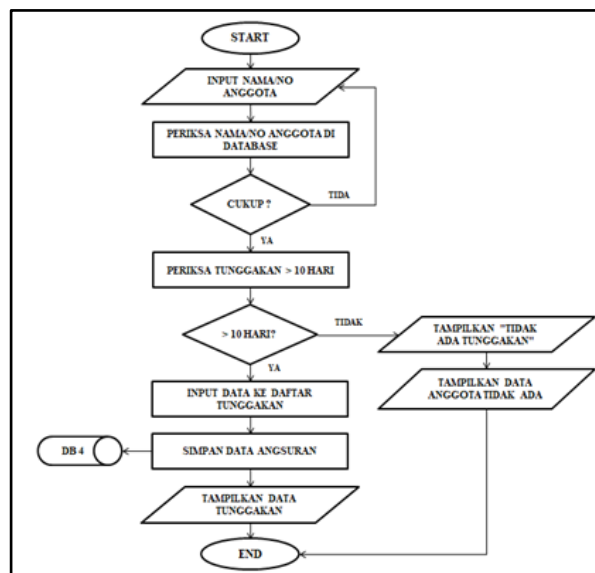 START
INPUT NAMA/NO
ANGGOTA
PERIKSA NAMA/NO ANGGOTA DI
DATABASE
CUKUP ?
TIDA
YA
PERIKSA TUNGGAKAN > 10 HARI
> 10 HARI?
TIDAK
TAMPILKAN "TIDAK
ADA TUNGGAKAN"
YA
TAMPILKAN DATA
ANGGOTA TIDAK ADA
INPUT DATA KE DAFTAR
TUNGGAKAN
DB 4
SIMPAN DATA ANGSURAN
TAMPILKAN DATA
TUNGGAKAN
END